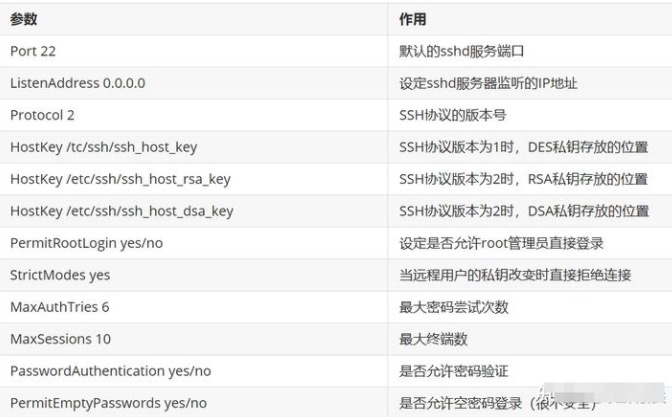 参数 作用
Port 22 默认的sshd服务端口
ListenAddress 0.0.0.0 设定sshd服务器监听的IP地址
Protocol 2 SSH协议的版本号
HostKey /tc/ssh/ssh_host_key SSH协议版本为1时，DES私钥存放的位置
HostKey /etc/ssh/ssh_host_rsa_key SSH协议版本为2时，RSA私钥存放的位置
HostKey /etc/ssh/ssh_host_dsa_key SSH协议版本为2时，DSA私钥存放的位置
PermitRootLogin yes/no 设定是否允许root管理员直接登录
StrictModes yes 当远程用户的私钥改变时直接拒绝连接
MaxAuthTries 6 最大密码尝试次数
MaxSessions 10 最大终端数
PasswordAuthentication yes/no 是否允许密码验证
PermitEmptyPasswords yes/no 是否允许空密码登录（很不安全）